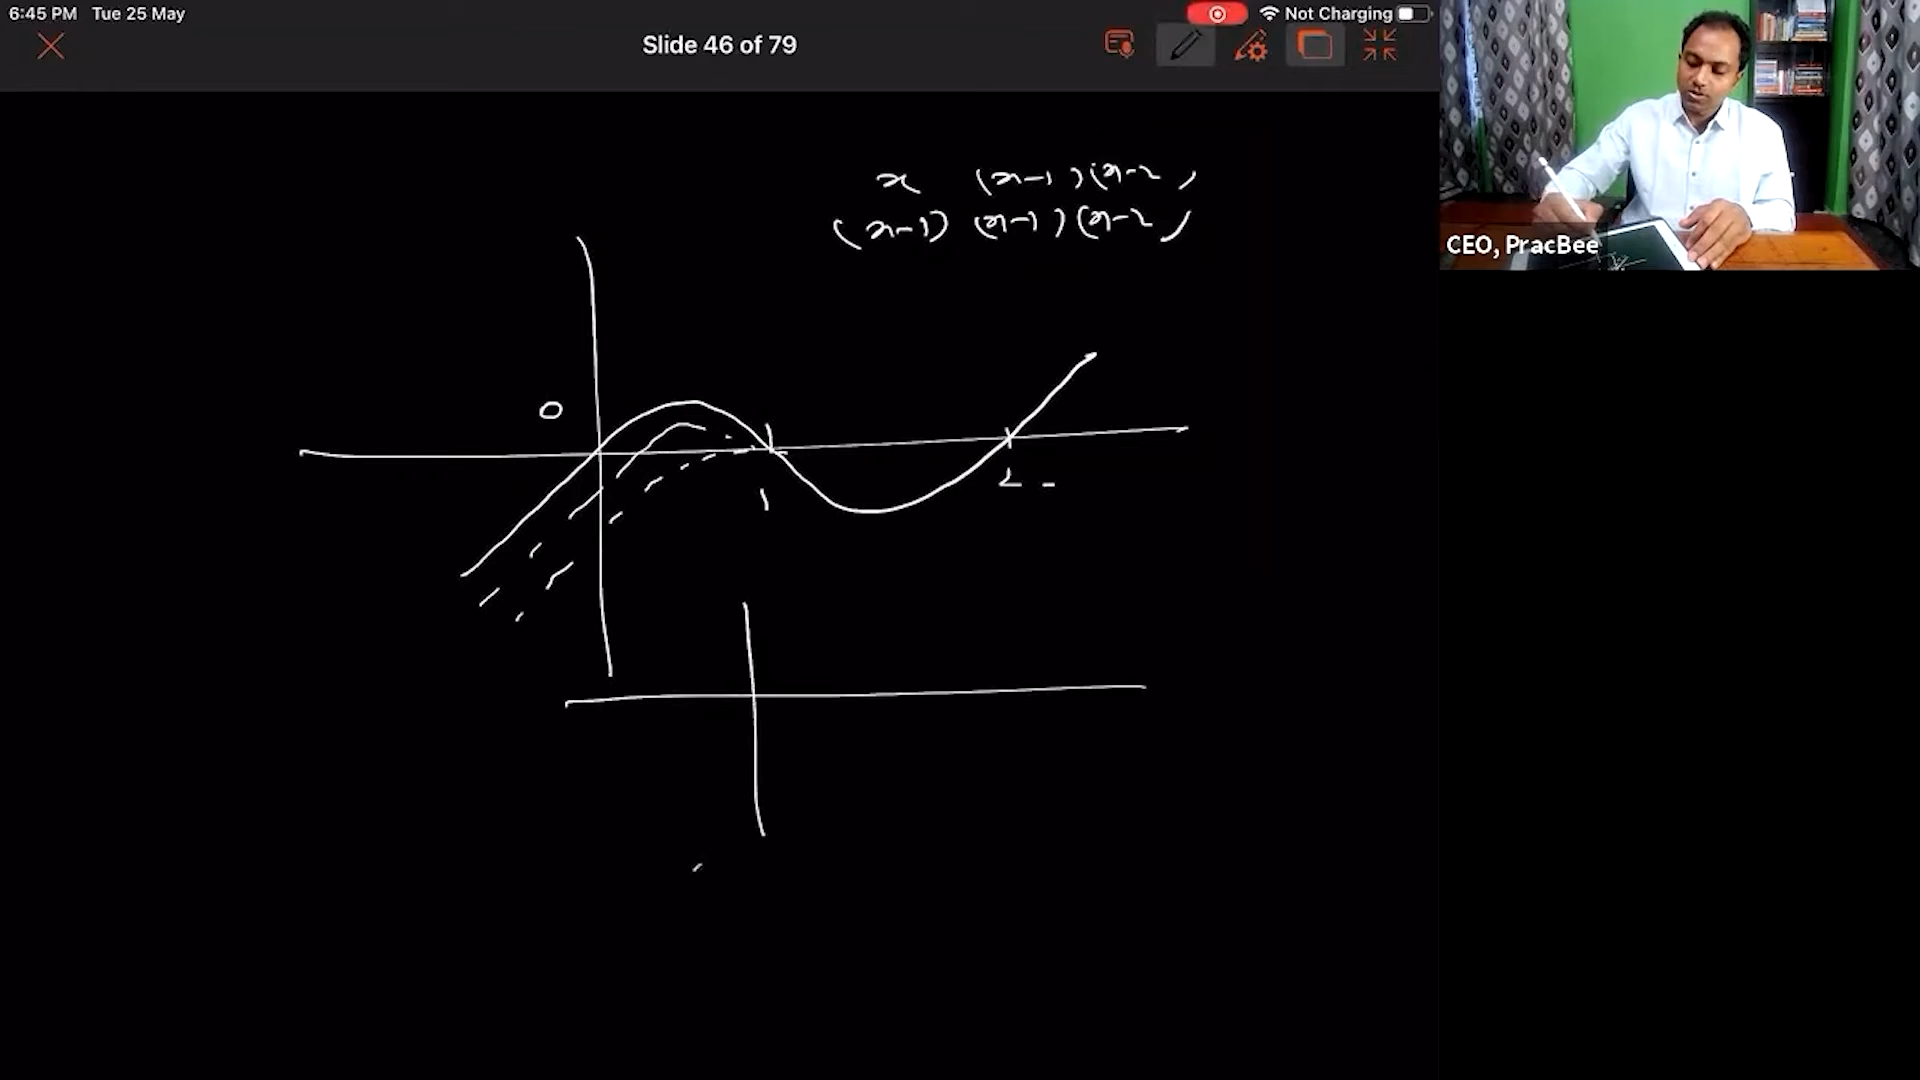 6:45 PM Tue 25 May
Not Charging
Slide 46 of 79
CEO, PracBee
x (x-1)(x-2)
(x-1) (x-1)(x-2)
0
1
2